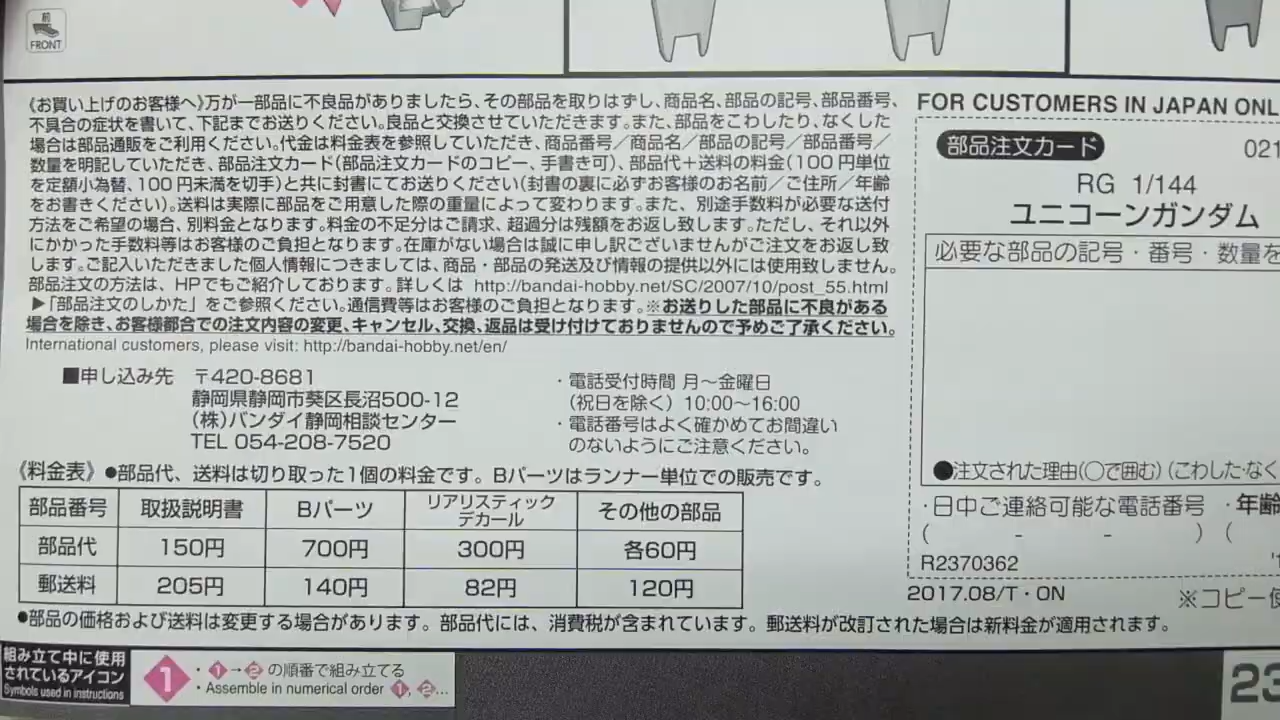 前
FRONT
《お買い上げのお客様へ》万が一部品に不良品がありましたら、その部品を取りはずし、商品名、部品の記号、部品番号、
不具合の症状を書いて、下記までお送りください。良品と交換させていただきます。また、部品をこわしたり、なくした
場合は部品通販をご利用ください。代金は料金表を参照していただき、商品番号／商品名／部品の記号／部品番号／
数量を明記していただき、部品注文カード（部品注文カードのコピー、手書き可）、部品代＋送料の料金（100円単位
を定額小為替、100円未満を切手）と共に封書にてお送りください（封書の裏に必ずお客様のお名前／ご住所／年齢
をお書きください）。送料は実際に部品をご用意した際の重量によって変わります。また、別途手数料が必要な送付
方法をご希望の場合、別料金となります。料金の不足分はご請求、超過分は残額をお返し致します。ただし、それ以外
にかかった手数料等はお客様のご負担となります。在庫がない場合は誠に申し訳ございませんがご注文をお返し致
します。ご記入いただきました個人情報につきましては、商品・部品の発送及び情報の提供以外には使用致しません。
部品注文の方法は、HPでもご紹介しております。詳しくは http://bandai-hobby.net/SC/2007/10/post_55.html
▶「部品注文のしかた」をご参照ください。通信費等はお客様のご負担となります。※お送りした部品に不良がある
場合を除き、お客様都合での注文内容の変更、キャンセル、交換、返品は受け付けておりませんので予めご了承ください。
International customers, please visit: http://bandai-hobby.net/en/
■申し込み先 〒420-8681
静岡県静岡市葵区長沼500-12
（株）バンダイ静岡相談センター
TEL 054-208-7520
・電話受付時間 月〜金曜日
（祝日を除く）10:00〜16:00
・電話番号はよく確かめてお間違い
のないようにご注意ください。
《料金表》●部品代、送料は切り取った1個の料金です。Bパーツはランナー単位での販売です。
部品番号 取扱説明書 Bパーツ リアリスティックデカール その他の部品
部品代 150円 700円 300円 各60円
郵送料 205円 140円 82円 120円
●部品の価格および送料は変更する場合があります。部品代には、消費税が含まれています。郵送料が改訂された場合は新料金が適用されます。
FOR CUSTOMERS IN JAPAN ONL
部品注文カード 021
RG 1/144
ユニコーンガンダム
必要な部品の記号・番号・数量を
●注文された理由（○で囲む）（こわした・なく
・日中ご連絡可能な電話番号 ・年齢
( - - ) (
R2370362
2017.08/T・ON ※コピー使
組み立て中に使用
されているアイコン
Symbols used in instructions
1
・1→2の順番で組み立てる
・Assemble in numerical order 1, 2...
23